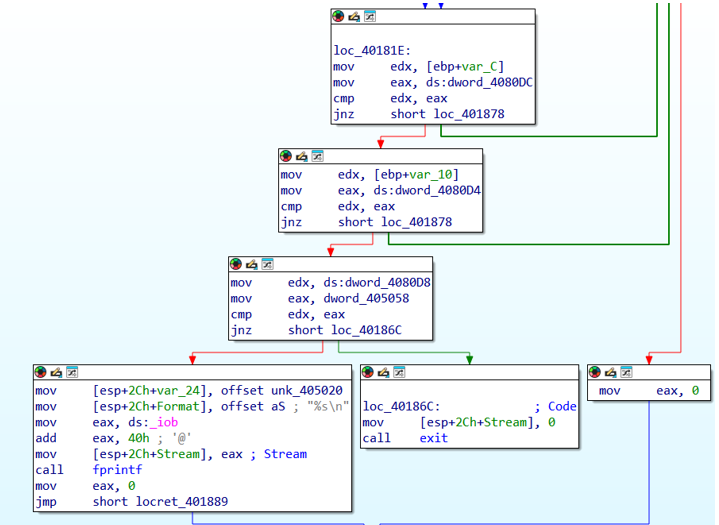 loc_40181E:
mov edx, [ebp+var_C]
mov eax, ds:dword_4080DC
cmp edx, eax
jnz short loc_401878
mov edx, [ebp+var_10]
mov eax, ds:dword_4080D4
cmp edx, eax
jnz short loc_401878
mov edx, ds:dword_4080D8
mov eax, dword_405058
cmp edx, eax
jnz short loc_40186C
mov [esp+2Ch+var_24], offset unk_405020
mov [esp+2Ch+Format], offset aS ; "%s\n"
mov eax, ds:_iob
add eax, 40h ; '@'
mov [esp+2Ch+Stream], eax ; Stream
call fprintf
mov eax, 0
jmp short locret_401889
loc_40186C: ; Code
mov [esp+2Ch+Stream], 0
call exit
mov eax, 0